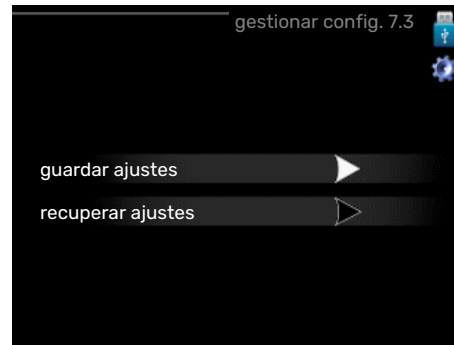 gestionar config. 7.3
guardar ajustes
recuperar ajustes